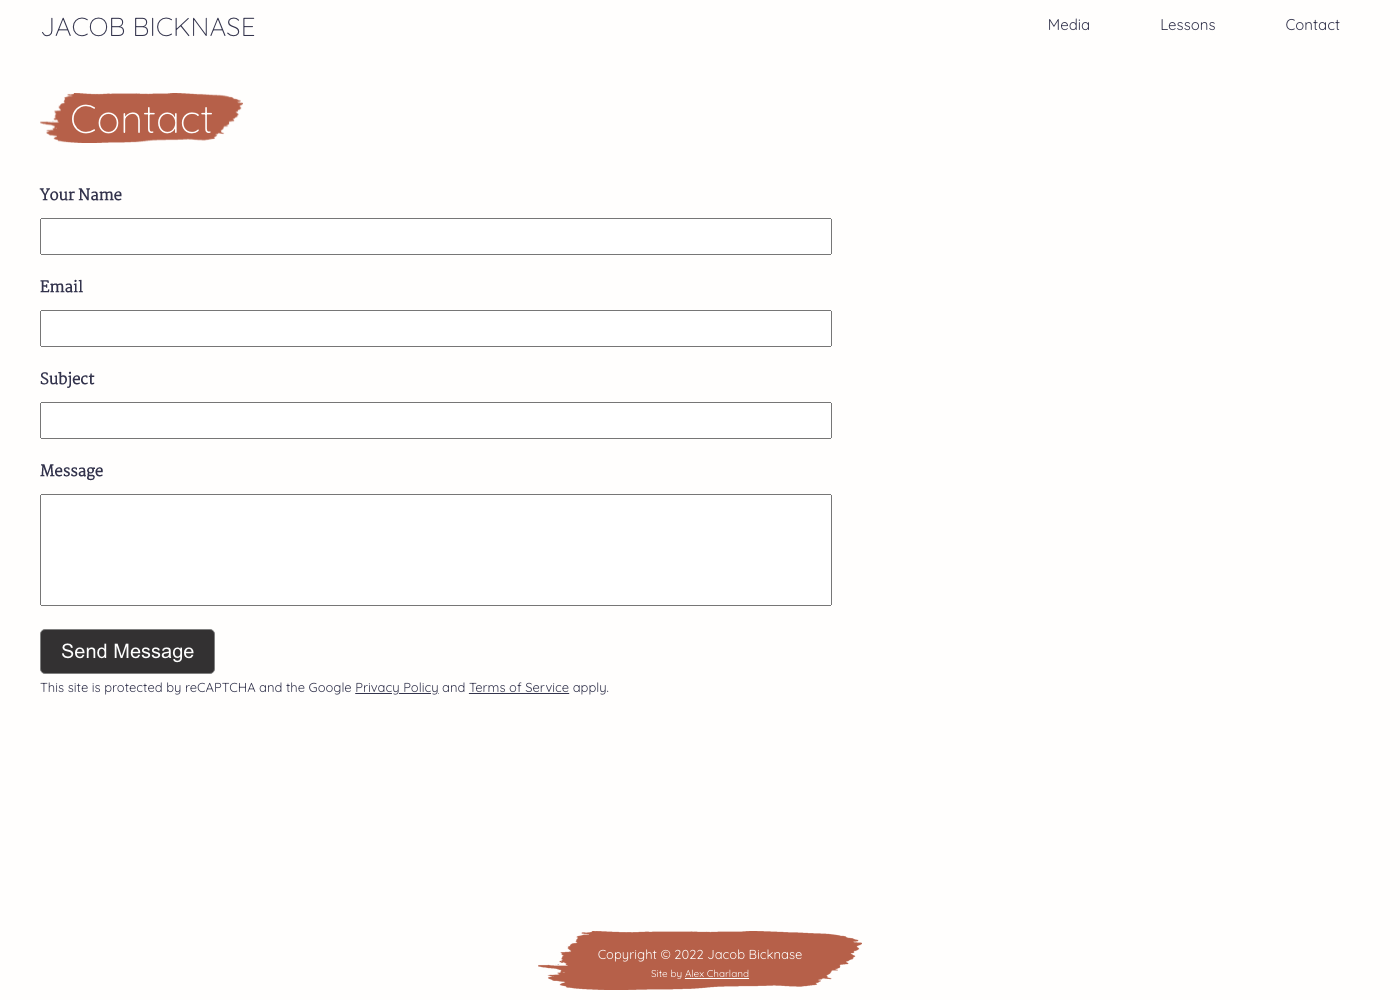 JACOB BICKNASE
Media
Lessons
Contact
Contact
Your Name
Email
Subject
Message
Send Message
This site is protected by reCAPTCHA and the Google Privacy Policy and Terms of Service apply.
Copyright © 2022 Jacob Bicknase
Site by Alex Charland